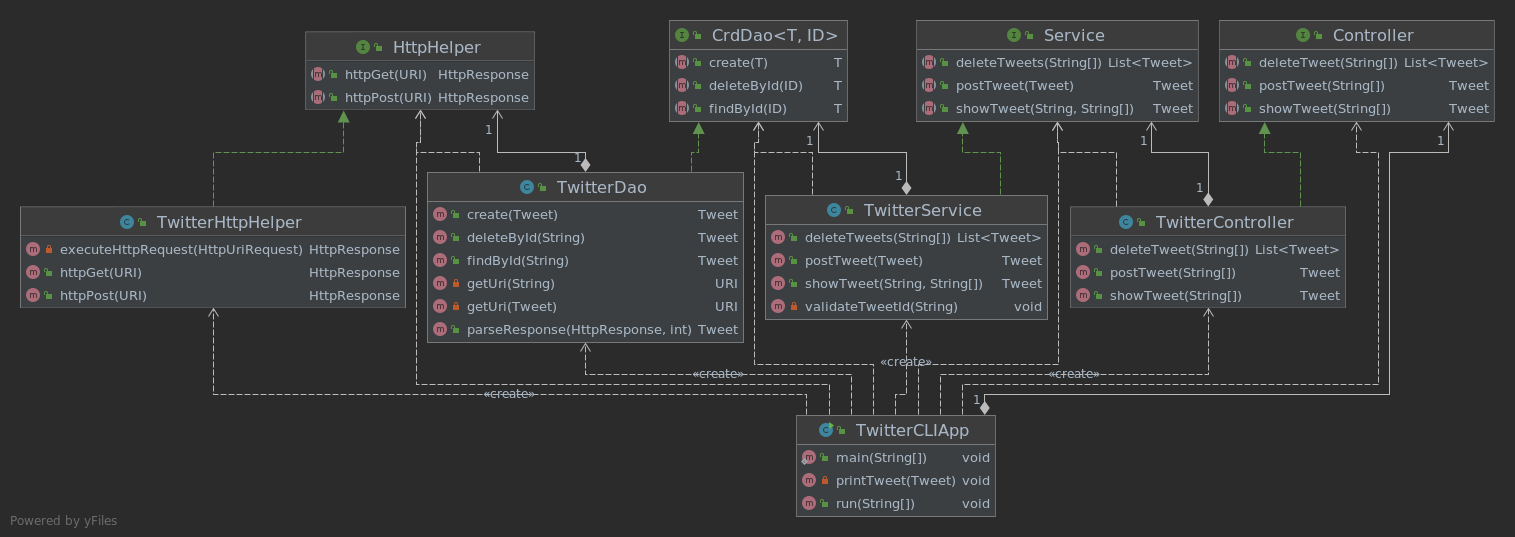 HttpHelper
httpGet(URI) HttpResponse
httpPost(URI) HttpResponse
CrdDao<T, ID>
create(T) T
deleteById(ID) T
findById(ID) T
Service
deleteTweets(String[]) List<Tweet>
postTweet(Tweet) Tweet
showTweet(String, String[]) Tweet
Controller
deleteTweet(String[]) List<Tweet>
postTweet(String[]) Tweet
showTweet(String[]) Tweet
1
1
1
1
1
1
1
TwitterHttpHelper
executeHttpRequest(HttpUriRequest) HttpResponse
httpGet(URI) HttpResponse
httpPost(URI) HttpResponse
TwitterDao
create(Tweet) Tweet
deleteById(String) Tweet
findById(String) Tweet
getUri(String) URI
getUri(Tweet) URI
parseResponse(HttpResponse, int) Tweet
TwitterService
deleteTweets(String[]) List<Tweet>
postTweet(Tweet) Tweet
showTweet(String, String[]) Tweet
validateTweetId(String) void
TwitterController
deleteTweet(String[]) List<Tweet>
postTweet(String[]) Tweet
showTweet(String[]) Tweet
«create»
«create»
«create»
«create»
1
TwitterCLIApp
main(String[]) void
printTweet(Tweet) void
run(String[]) void
Powered by yFiles